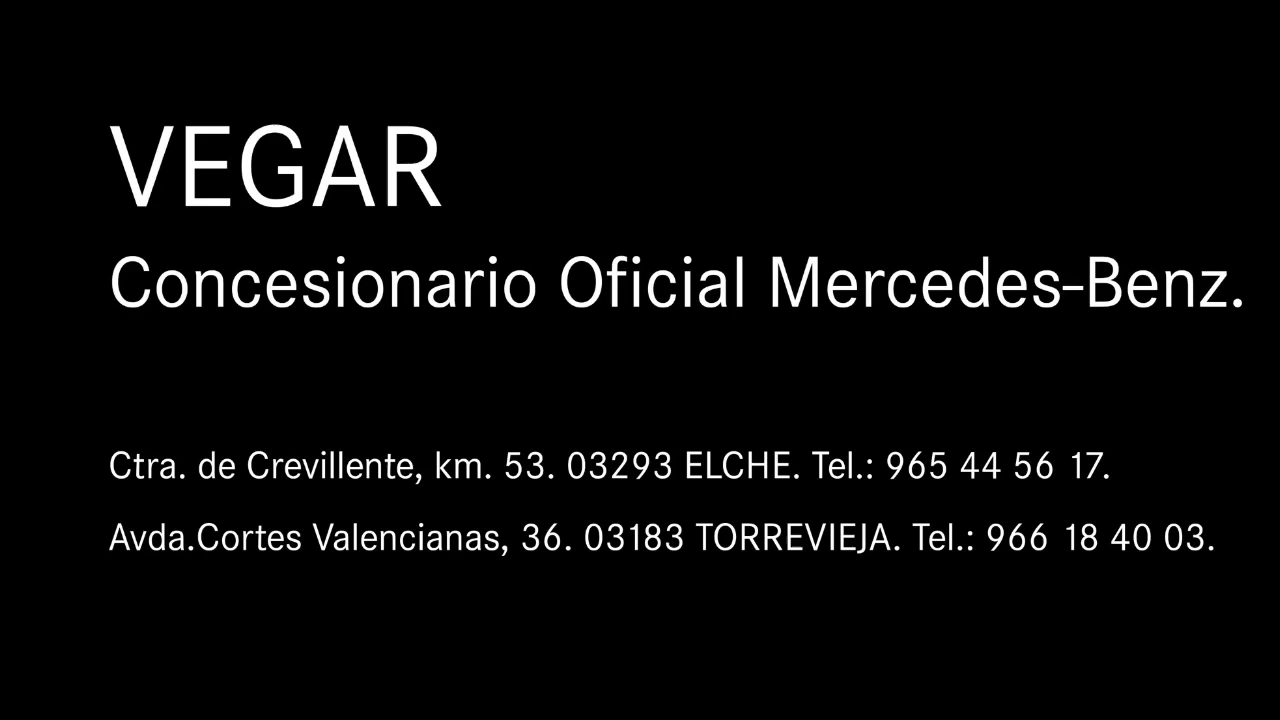 VEGAR
Concesionario Oficial Mercedes-Benz.
Ctra. de Crevillente, km. 53. 03293 ELCHE. Tel.: 965 44 56 17.
Avda.Cortes Valencianas, 36. 03183 TORREVIEJA. Tel.: 966 18 40 03.